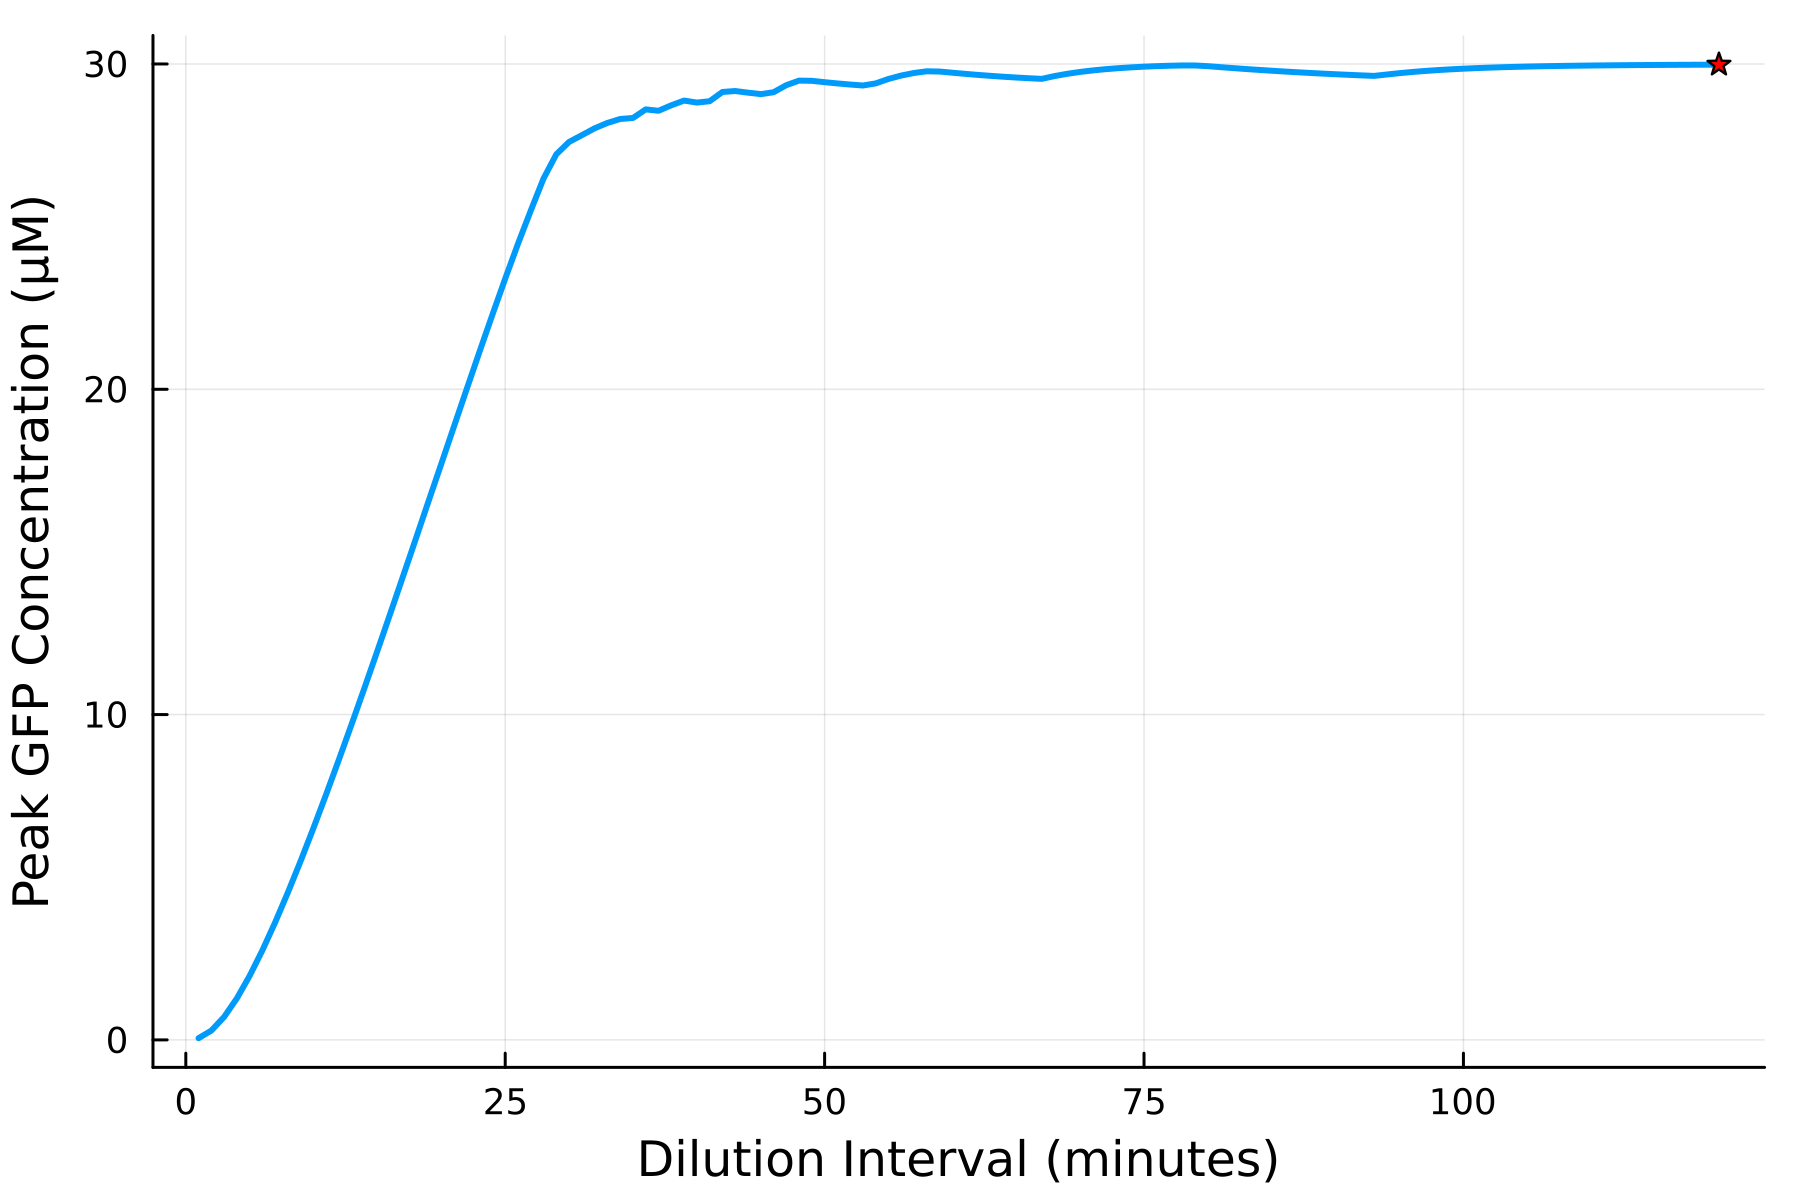 Peak GFP Concentration (µM)
30
20
10
0
0 25 50 75 100
Dilution Interval (minutes)